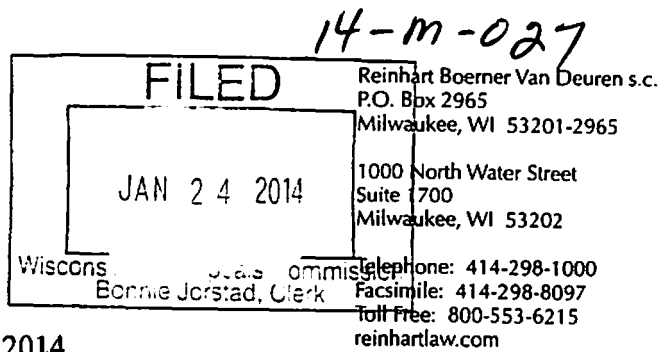 14-M-027
FILED
JAN 24 2014
Wiscons
Bonnie Jorstad, Clerk
Reinhart Boerner Van Deuren s.c.
P.O. Box 2965
Milwaukee, WI 53201-2965
1000 North Water Street
Suite 1700
Milwaukee, WI 53202
Telephone: 414-298-1000
Facsimile: 414-298-8097
Toll Free: 800-553-6215
reinhartlaw.com
2014